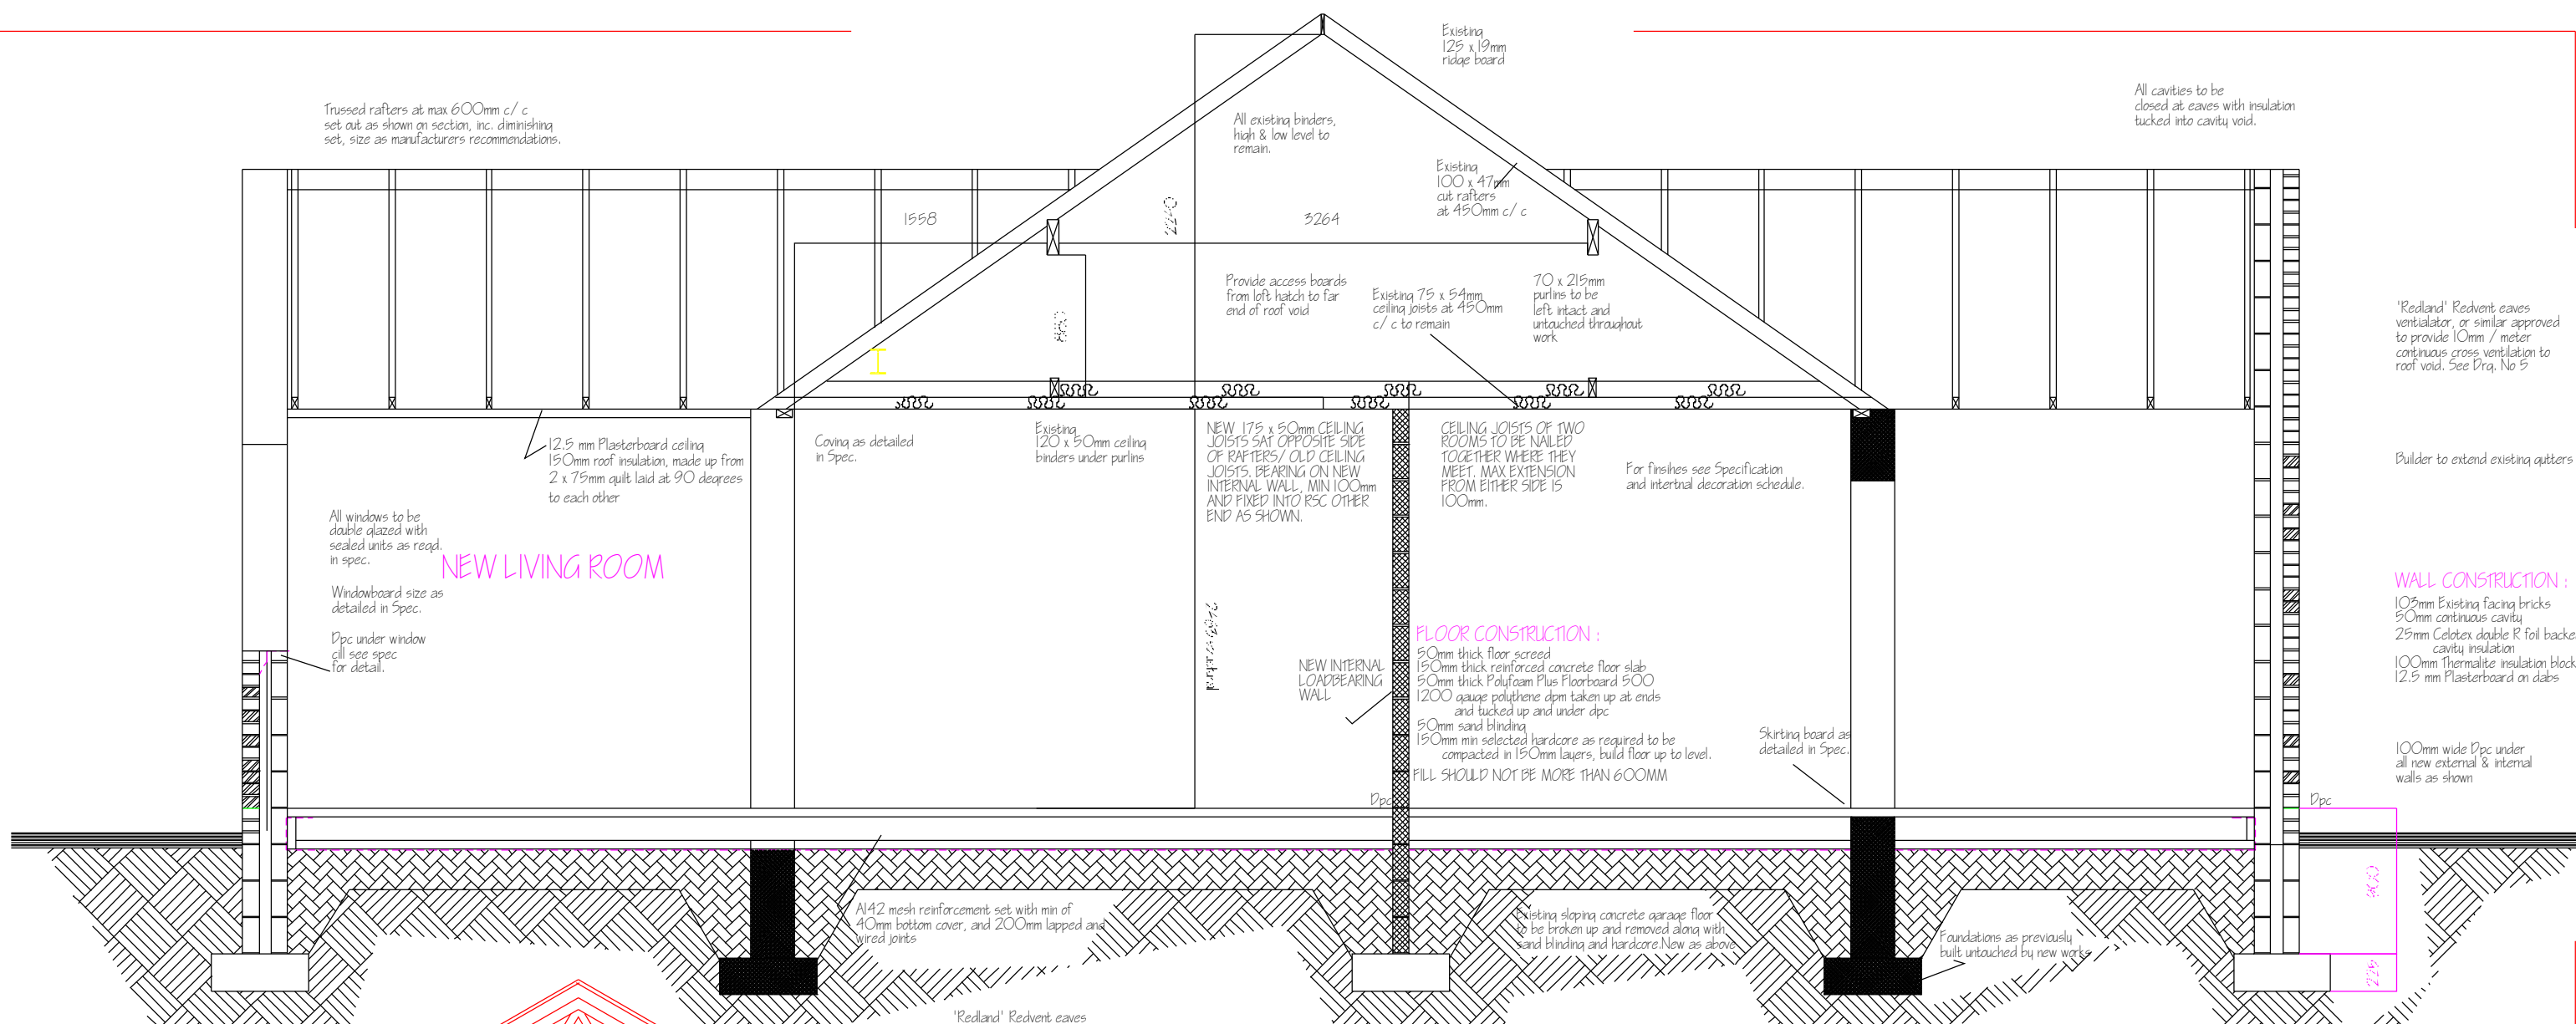 Existing
125 x 19mm
ridge board
Trussed rafters at max 600mm c/ c
set out as shown on section, inc. diminishing
set, size as manufacturers recommendations.
All existing binders,
high & low level to
remain.
All cavities to be
closed at eaves with insulation
tucked into cavity void.
Existing
100 x 47mm
cut rafters
at 450mm c/ c
1558
3264
Provide access boards
from loft hatch to far
end of roof void
Existing 75 x 54mm
ceiling joists at 450mm
c/ c to remain
70 x 215mm
purlins to be
left intact and
untouched throughout
work
'Redland' Redvent eaves
ventialator, or similar approved
to provide 10mm / meter
continuous cross ventilation to
roof void. See Drg. No 5
12.5 mm Plasterboard ceiling
150mm roof insulation, made up from
2 x 75mm quilt laid at 90 degrees
to each other
Coving as detailed
in Spec.
Existing
120 x 50mm ceiling
binders under purlins
NEW 175 x 50mm CEILING
JOISTS SAT OPPOSITE SIDE
OF RAFTERS/ OLD CEILING
JOISTS. BEARING ON NEW
INTERNAL WALL, MIN 100mm
AND FIXED INTO RSC OTHER
END AS SHOWN.
CEILING JOISTS OF TWO
ROOMS TO BE NAILED
TOGETHER WHERE THEY
MEET. MAX EXTENSION
FROM EITHER SIDE IS
100mm.
For finsihes see Specification
and intertnal decoration schedule.
Builder to extend existing gutters
All windows to be
double glazed with
sealed units as reqd.
in spec.
NEW LIVING ROOM
Windowboard size as
detailed in Spec.
Dpc under window
cill see spec
for detail.
structural
NEW INTERNAL
LOADBEARING
WALL
FLOOR CONSTRUCTION :
50mm thick floor screed
150mm thick reinforced concrete floor slab
50mm thick Polyfoam Plus Floorboard 500
1200 gauge polythene dpm taken up at ends
and tucked up and under dpc
50mm sand blinding
150mm min selected hardcore as required to be
compacted in 150mm layers, build floor up to level.
FILL SHOULD NOT BE MORE THAN 600MM
Dpc
Skirting board as
detailed in Spec.
WALL CONSTRUCTION :
103mm Existing facing bricks
50mm continuous cavity
25mm Celotex double R foil backe
cavity insulation
100mm Thermalite insulation block
12.5 mm Plasterboard on dabs
100mm wide Dpc under
all new external & internal
walls as shown
Dpc
900
225
A142 mesh reinforcement set with min of
40mm bottom cover, and 200mm lapped and
wired joints
Existing sloping concrete garage floor
to be broken up and removed along with
sand blinding and hardcore.New as above
Foundations as previously
built untouched by new works
'Redland' Redvent eaves